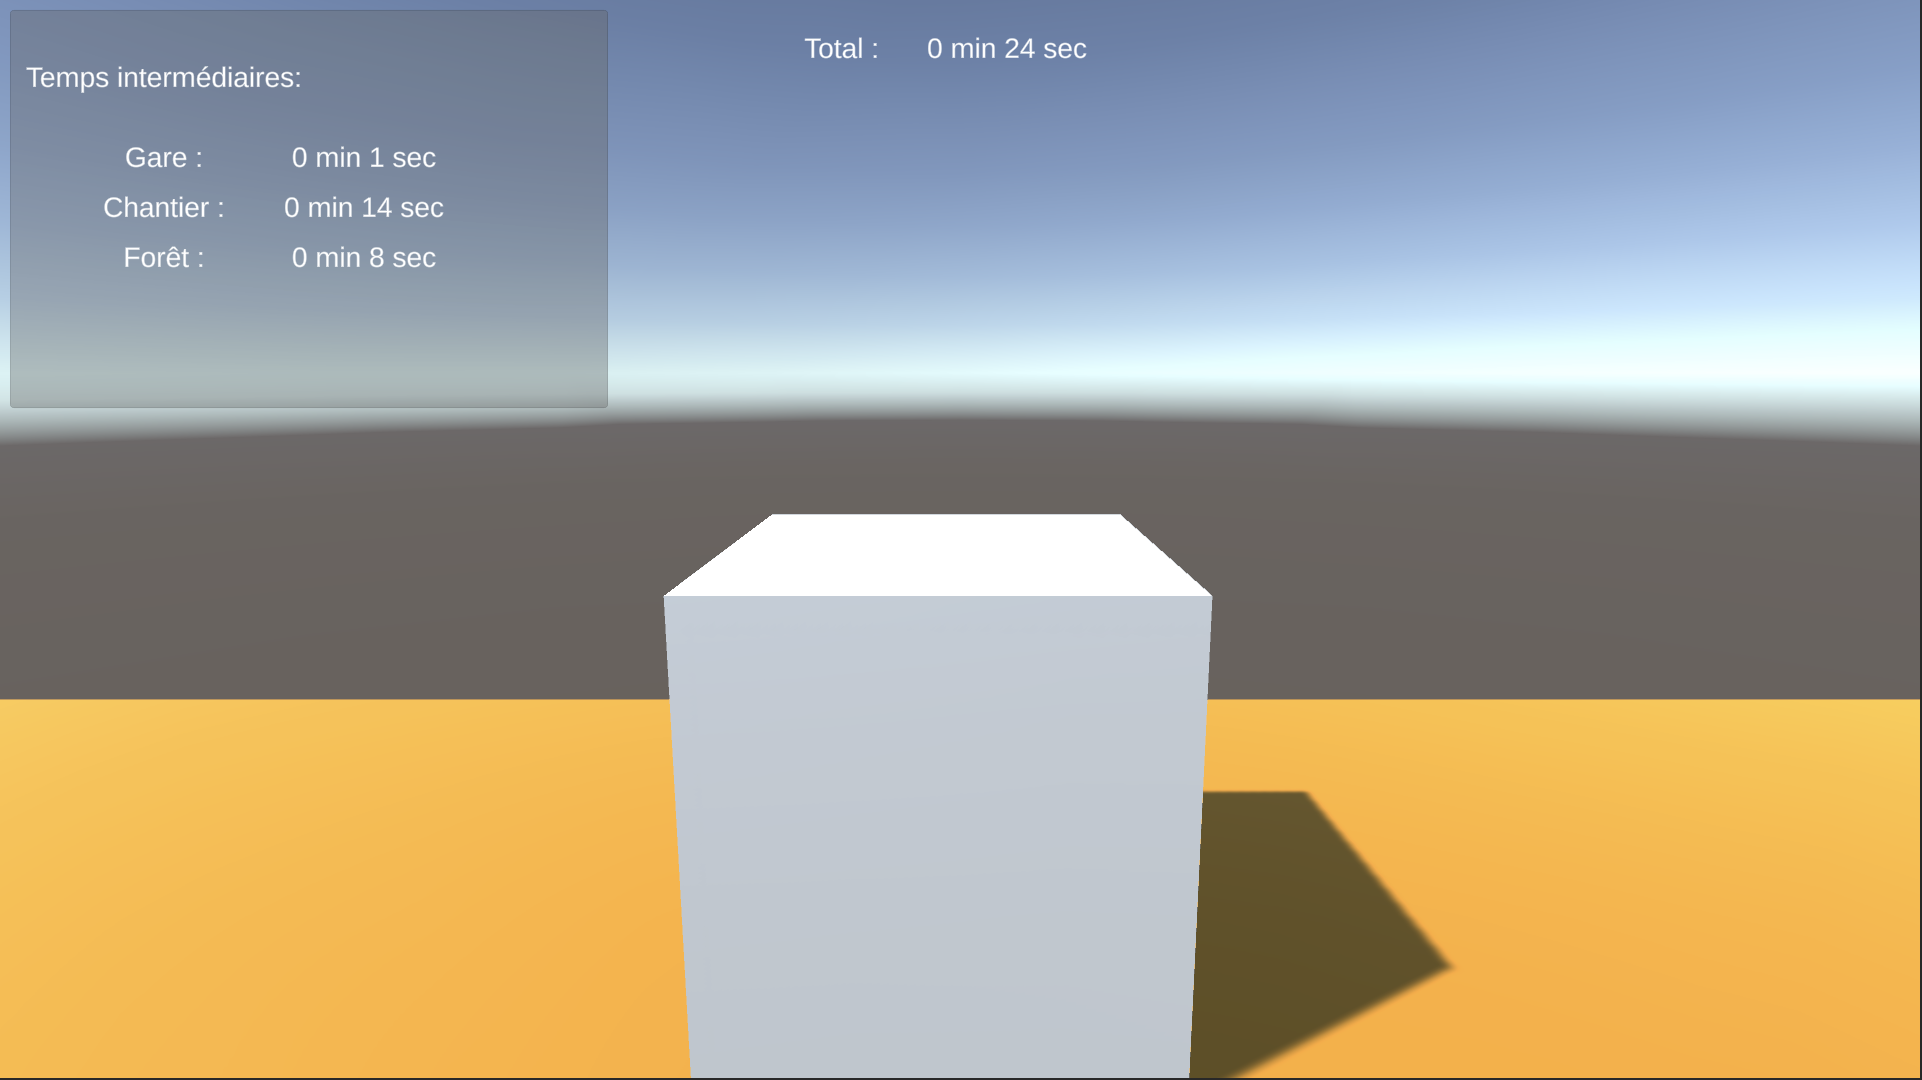 Total : 0 min 24 sec
Temps intermédiaires:
Gare : 0 min 1 sec
Chantier : 0 min 14 sec
Forêt : 0 min 8 sec